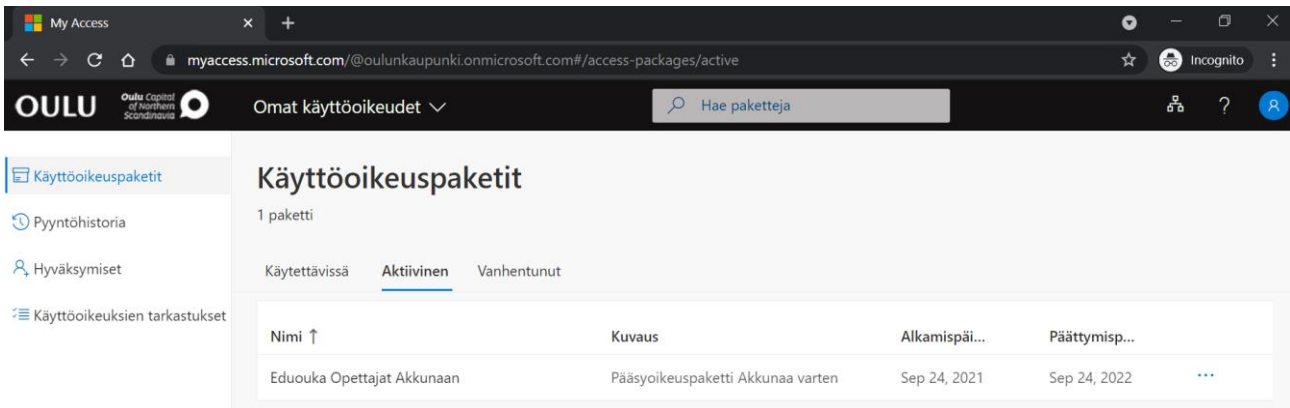 My Access
myaccess.microsoft.com/@oulunkaupunki.onmicrosoft.com#/access-packages/active
Incognito
OULU
Oulu Capital
of Northern
Scandinavia
Omat käyttöoikeudet
Hae paketteja
?
Käyttöoikeuspaketit
Pyyntöhistoria
Hyväksymiset
Käyttöoikeuksien tarkastukset
Käyttöoikeuspaketit
1 paketti
Käytettävissä Aktiivinen Vanhentunut
Nimi ↑ Kuvaus Alkamispäi... Päättymisp...
Eduouka Opettajat Akkunaan Pääsyoikeuspaketti Akkunaa varten Sep 24, 2021 Sep 24, 2022 ...